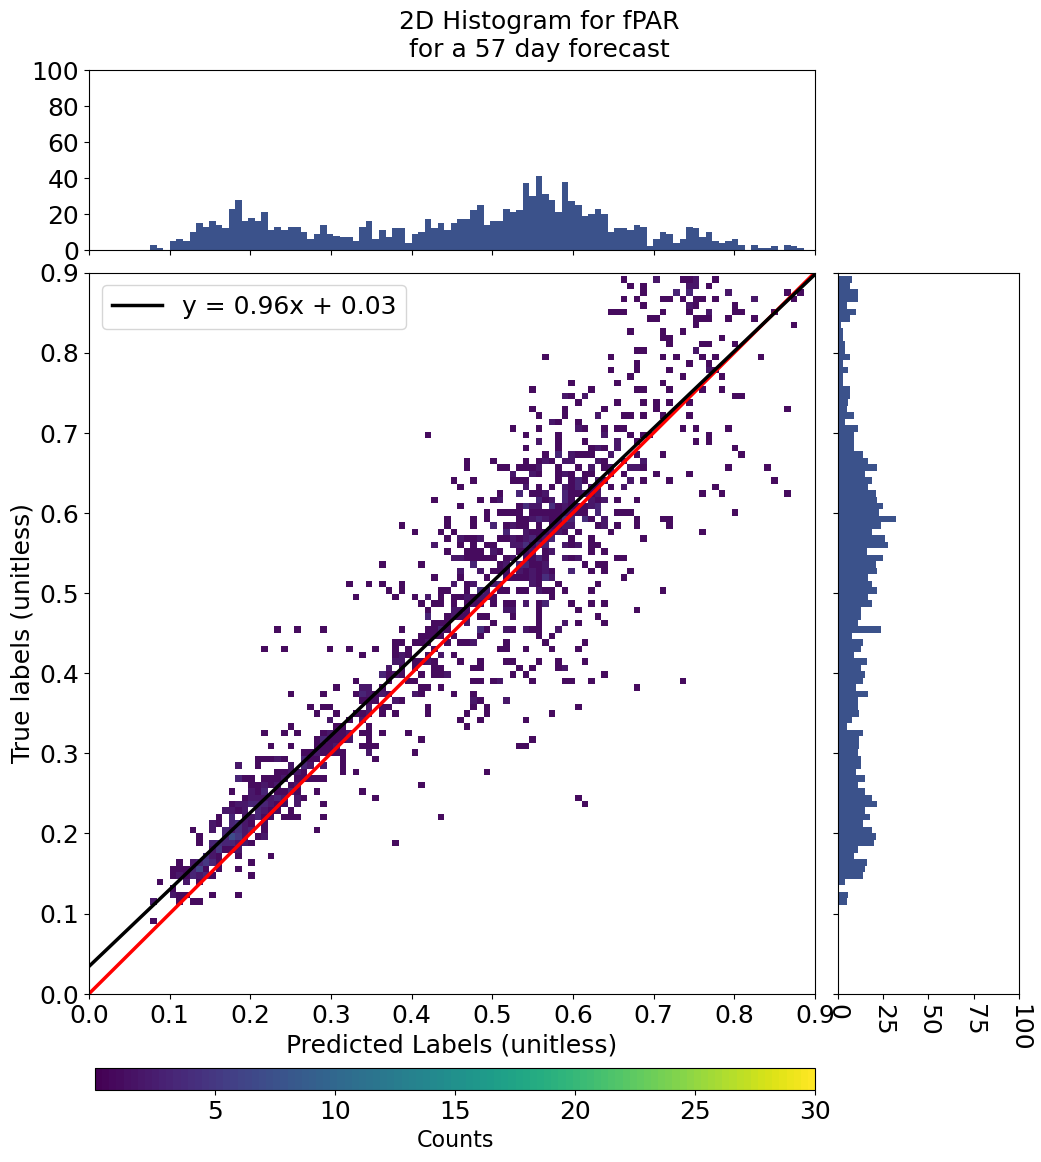 2D Histogram for fPAR
for a 57 day forecast
100
80
60
40
20
0
0.9
0.8
0.7
0.6
0.5
0.4
0.3
0.2
0.1
0.0
True labels (unitless)
y = 0.96x + 0.03
0.0 0.1 0.2 0.3 0.4 0.5 0.6 0.7 0.8 0.9
Predicted Labels (unitless)
0 25 50 75 100
5 10 15 20 25 30
Counts